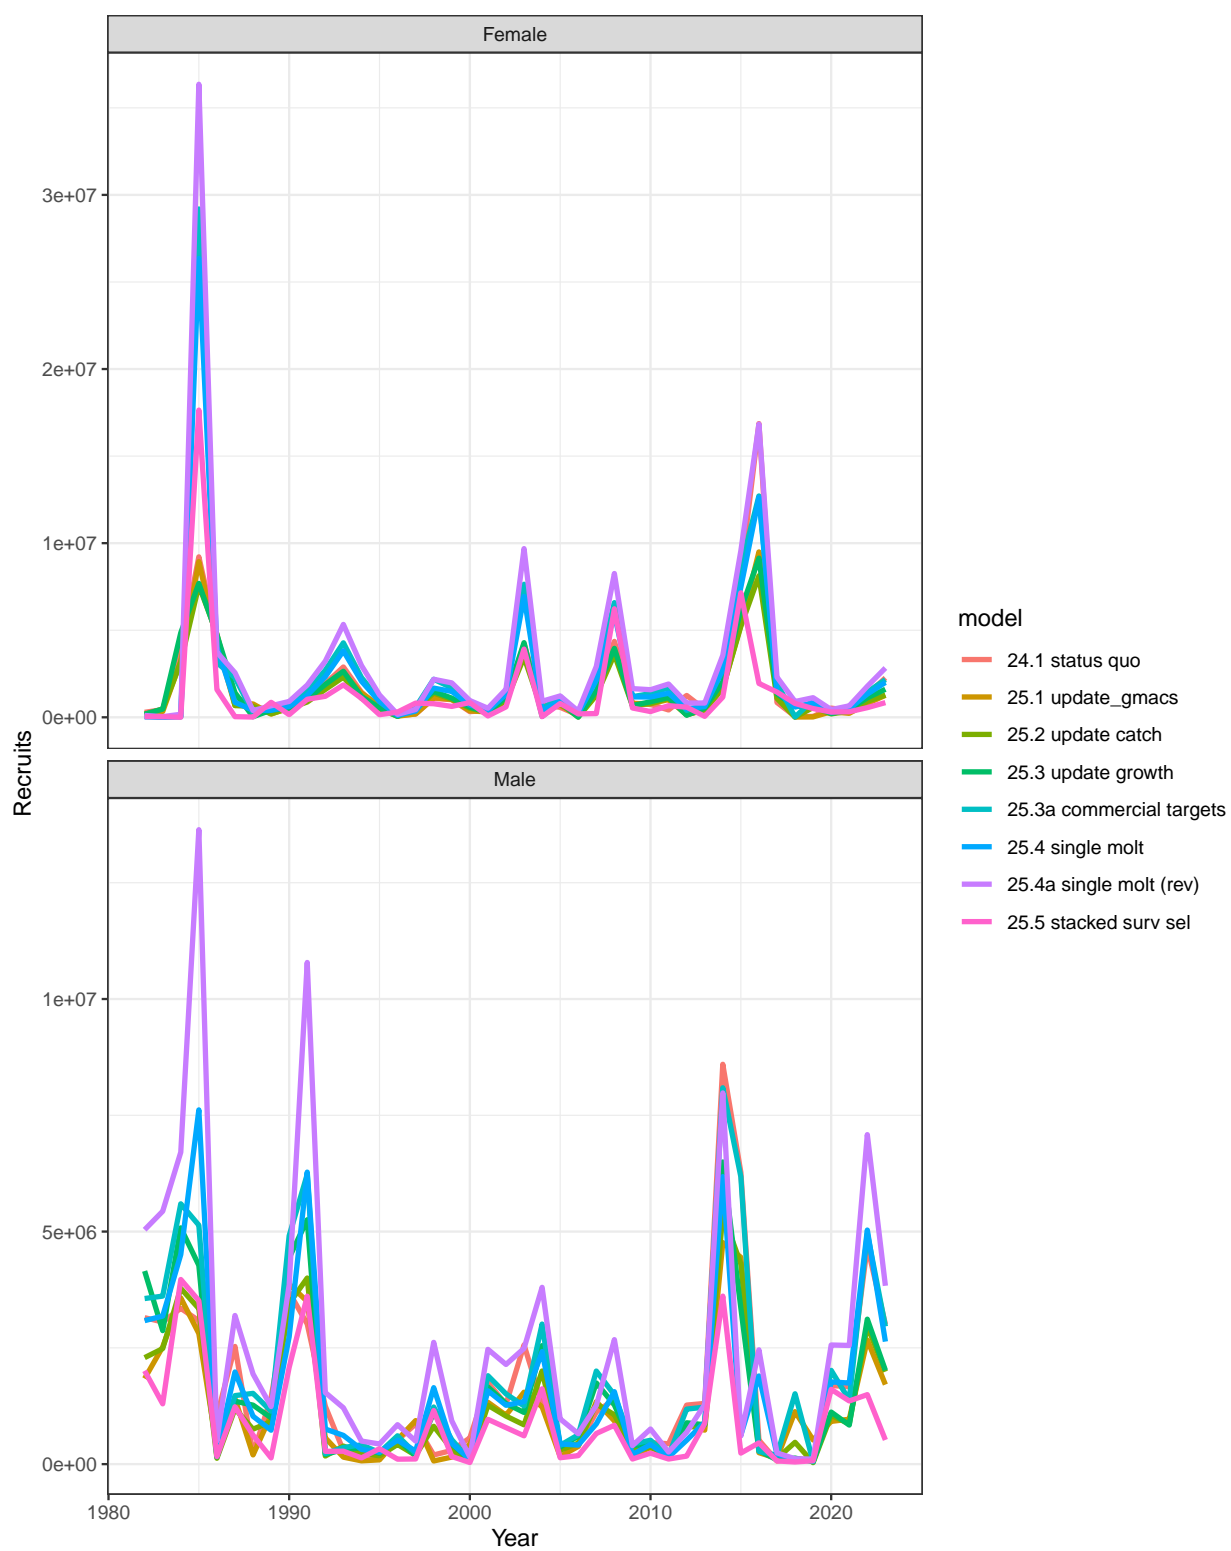 Female
3e+07
2e+07
1e+07
0e+00
Male
1e+07
5e+06
0e+00
1980
1990
2000
2010
2020
Year
Recruits
model
24.1 status quo
25.1 update_gmacs
25.2 update catch
25.3 update growth
25.3a commercial targets
25.4 single molt
25.4a single molt (rev)
25.5 stacked surv sel